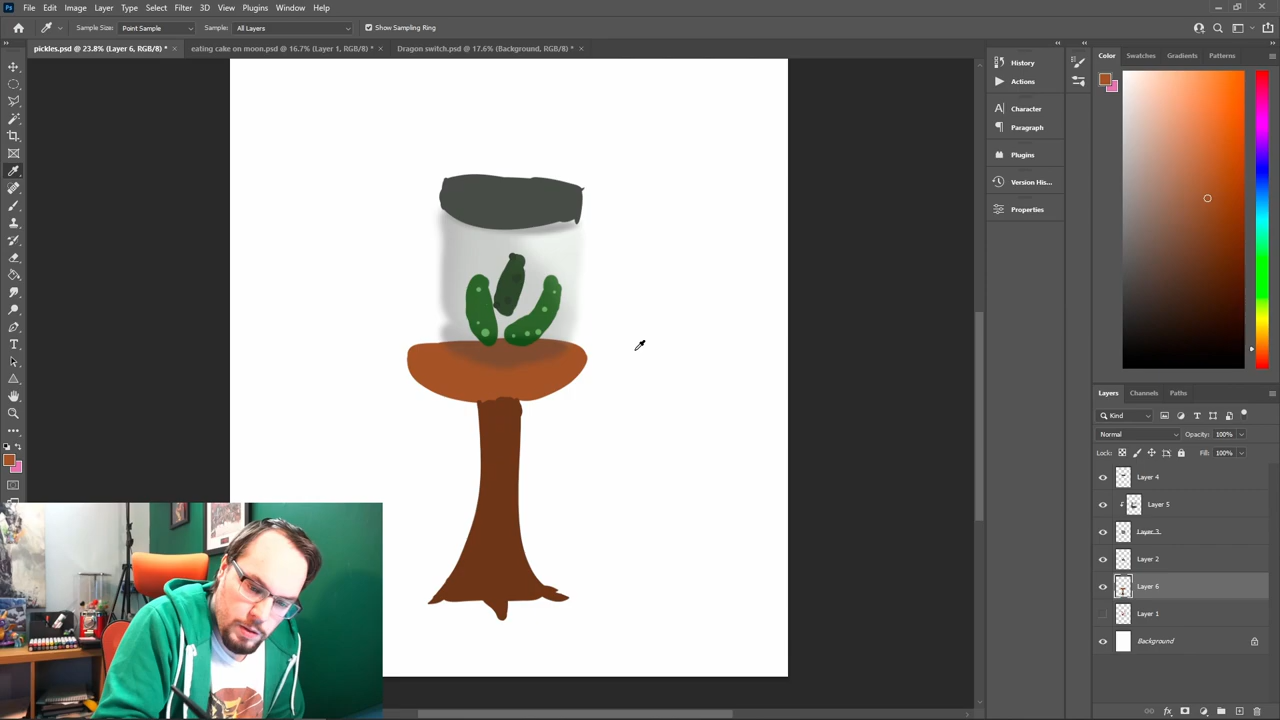 Ps File Edit Image Layer Type Select Filter 3D View Plugins Window Help
Sample Size: Point Sample Sample: All Layers Show Sampling Ring
pickles.psd @ 23.8% (Layer 6, RGB/8) * × eating cake on moon.psd @ 16.7% (Layer 1, RGB/8) * × Dragon switch.psd @ 17.6% (Background, RGB/8) * ×
History
Actions
Character
Paragraph
Plugins
Version His...
Properties
Color Swatches Gradients Patterns
Layers Channels Paths
Kind
Normal Opacity: 100%
Lock: Fill: 100%
Layer 4
Layer 5
Layer 3
Layer 2
Layer 6
Layer 1
Background